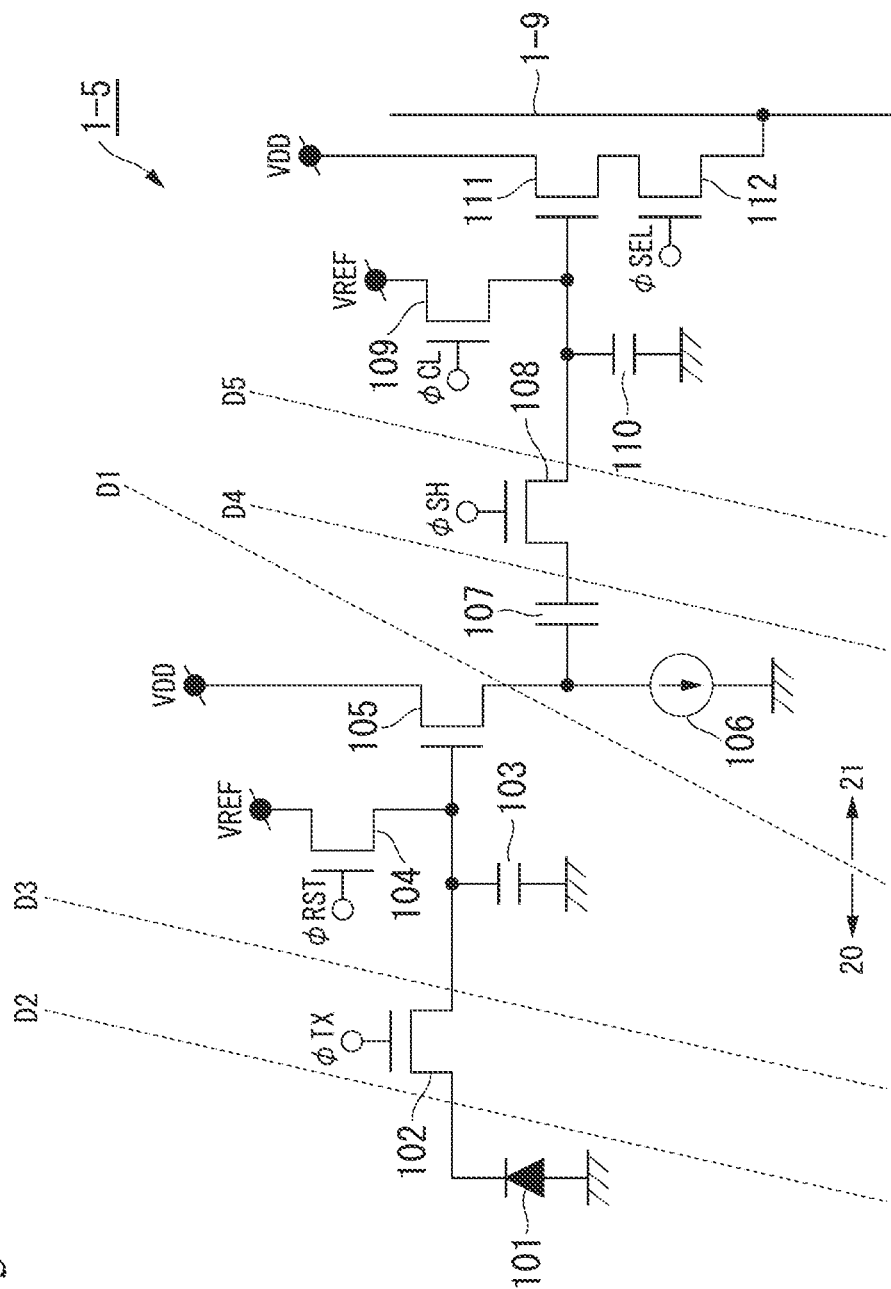 1-5
D2
D3
D1
D4
D5
VDD
VDD
VREF
VREF
φTX
φRST
φCL
φSH
102
104
105
109
107
111
101
103
108
1-9
110
φSEL
106
112
20
21